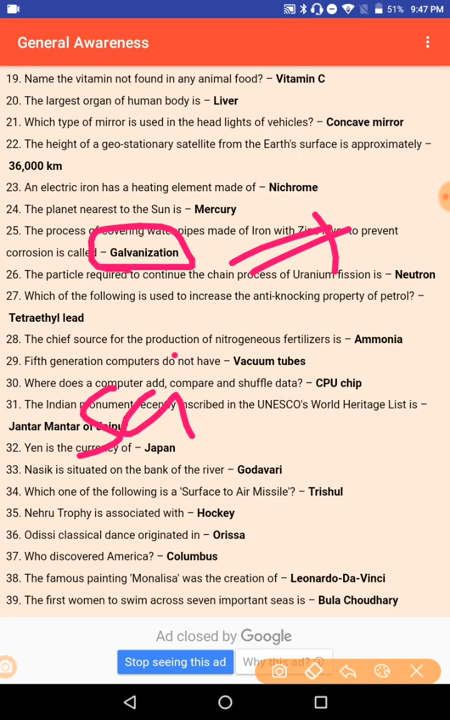 51% 9:47 PM
General Awareness
19. Name the vitamin not found in any animal food? – Vitamin C
20. The largest organ of human body is – Liver
21. Which type of mirror is used in the head lights of vehicles? – Concave mirror
22. The height of a geo-stationary satellite from the Earth's surface is approximately –
36,000 km
23. An electric iron has a heating element made of – Nichrome
24. The planet nearest to the Sun is – Mercury
25. The process of covering water pipes made of Iron with Zinc layer to prevent
corrosion is called – Galvanization
26. The particle required to continue the chain process of Uranium fission is – Neutron
27. Which of the following is used to increase the anti-knocking property of petrol? –
Tetraethyl lead
28. The chief source for the production of nitrogeneous fertilizers is – Ammonia
29. Fifth generation computers do not have – Vacuum tubes
30. Where does a computer add, compare and shuffle data? – CPU chip
31. The Indian monument recently inscribed in the UNESCO's World Heritage List is –
Jantar Mantar of Jaipur
32. Yen is the currency of – Japan
33. Nasik is situated on the bank of the river – Godavari
34. Which one of the following is a 'Surface to Air Missile'? – Trishul
35. Nehru Trophy is associated with – Hockey
36. Odissi classical dance originated in – Orissa
37. Who discovered America? – Columbus
38. The famous painting 'Monalisa' was the creation of – Leonardo-Da-Vinci
39. The first women to swim across seven important seas is – Bula Choudhary
Ad closed by Google
Stop seeing this ad Why this ad?